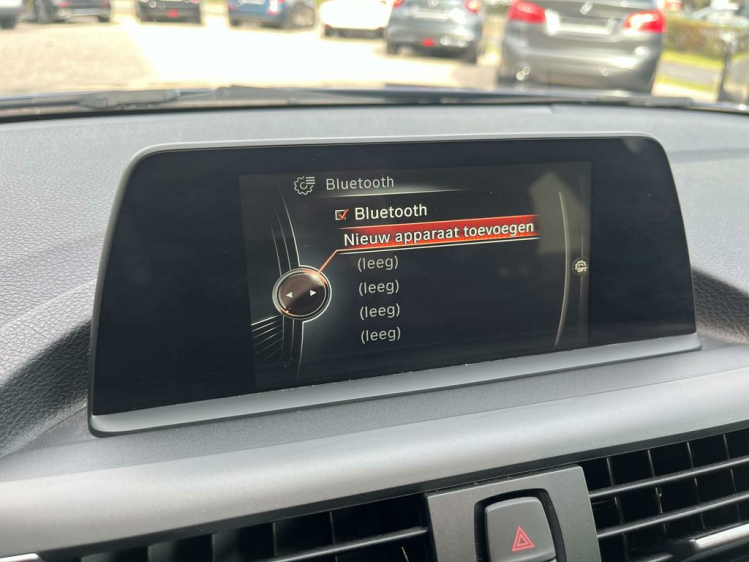 Bluetooth
Bluetooth
Nieuw apparaat toevoegen
(leeg)
(leeg)
(leeg)
(leeg)